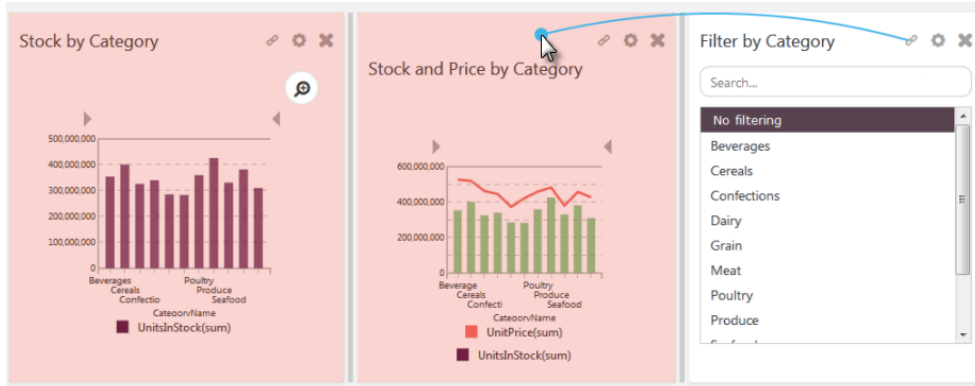 Stock by Category
500,000,000
400,000,000
300,000,000
200,000,000
100,000,000
0
Beverages
Cereals
Confectio
Poultry
Produce
Seafood
CategoryName
UnitsInStock(sum)
Stock and Price by Category
600,000,000
400,000,000
200,000,000
0
Beverage
Cereals
Confecti
Poultry
Produce
Seafood
CategoryName
UnitPrice(sum)
UnitsInStock(sum)
Filter by Category
Search...
No filtering
Beverages
Cereals
Confections
Dairy
Grain
Meat
Poultry
Produce